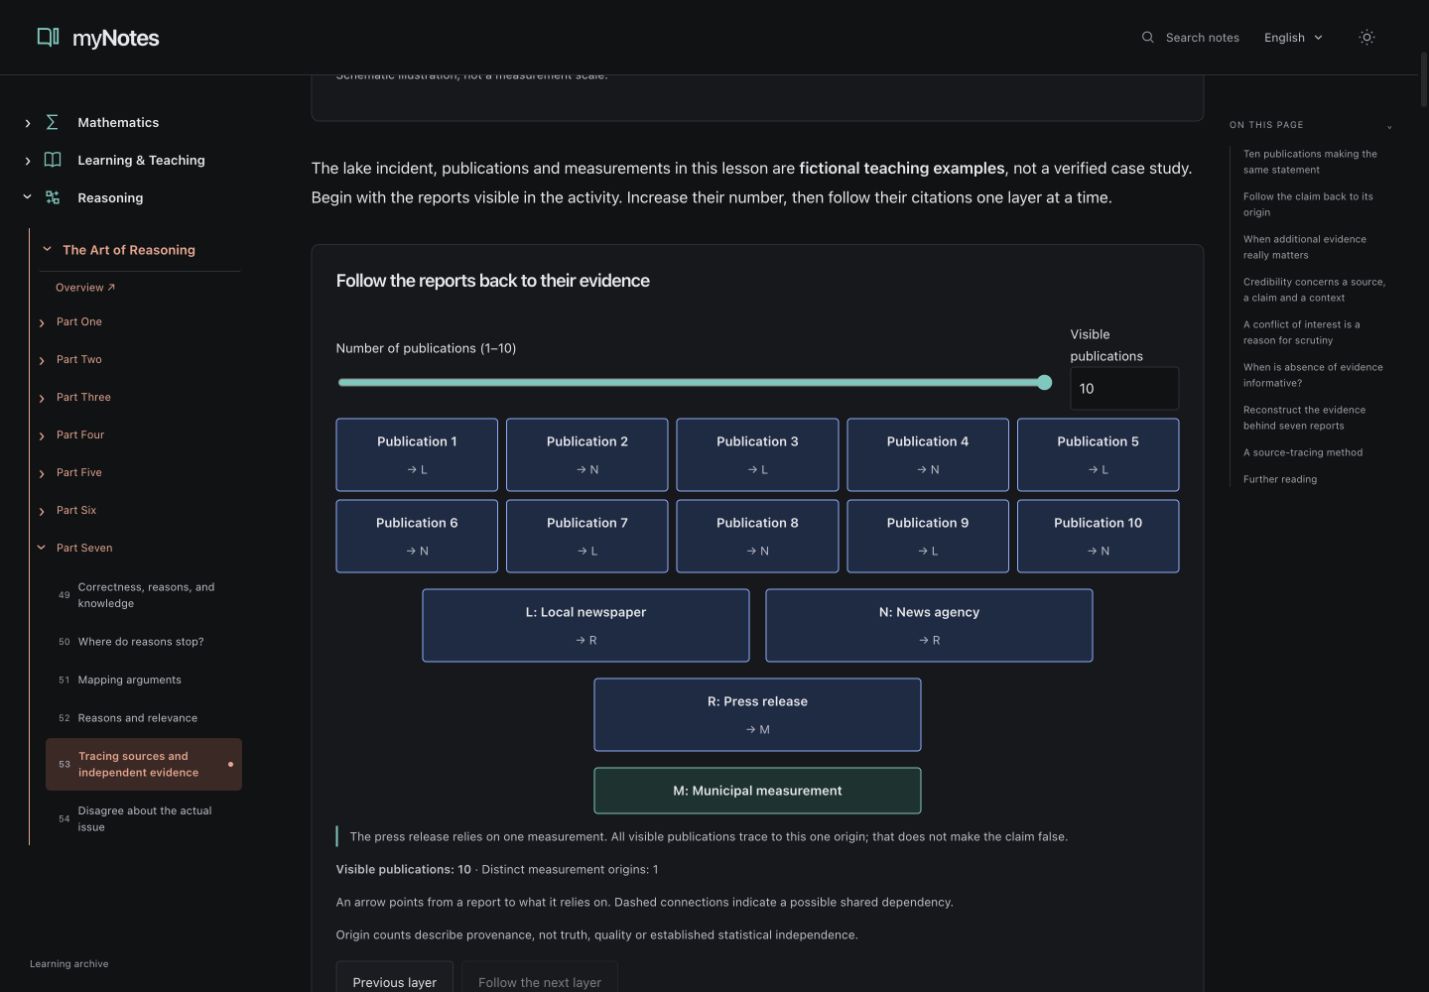 myNotes
Search notes
English
Schematic illustration, not a measurement scale.
Mathematics
Learning & Teaching
Reasoning
The Art of Reasoning
Overview ↗
Part One
Part Two
Part Three
Part Four
Part Five
Part Six
Part Seven
49 Correctness, reasons, and
knowledge
50 Where do reasons stop?
51 Mapping arguments
52 Reasons and relevance
53 Tracing sources and
independent evidence
54 Disagree about the actual
issue
Learning archive
The lake incident, publications and measurements in this lesson are fictional teaching examples, not a verified case study.
Begin with the reports visible in the activity. Increase their number, then follow their citations one layer at a time.
Follow the reports back to their evidence
Number of publications (1–10)
Visible
publications
10
Publication 1
→ L
Publication 2
→ N
Publication 3
→ L
Publication 4
→ N
Publication 5
→ L
Publication 6
→ N
Publication 7
→ L
Publication 8
→ N
Publication 9
→ L
Publication 10
→ N
L: Local newspaper
→ R
N: News agency
→ R
R: Press release
→ M
M: Municipal measurement
The press release relies on one measurement. All visible publications trace to this one origin; that does not make the claim false.
Visible publications: 10 · Distinct measurement origins: 1
An arrow points from a report to what it relies on. Dashed connections indicate a possible shared dependency.
Origin counts describe provenance, not truth, quality or established statistical independence.
Previous layer
Follow the next layer
ON THIS PAGE
Ten publications making the
same statement
Follow the claim back to its
origin
When additional evidence
really matters
Credibility concerns a source,
a claim and a context
A conflict of interest is a
reason for scrutiny
When is absence of evidence
informative?
Reconstruct the evidence
behind seven reports
A source-tracing method
Further reading